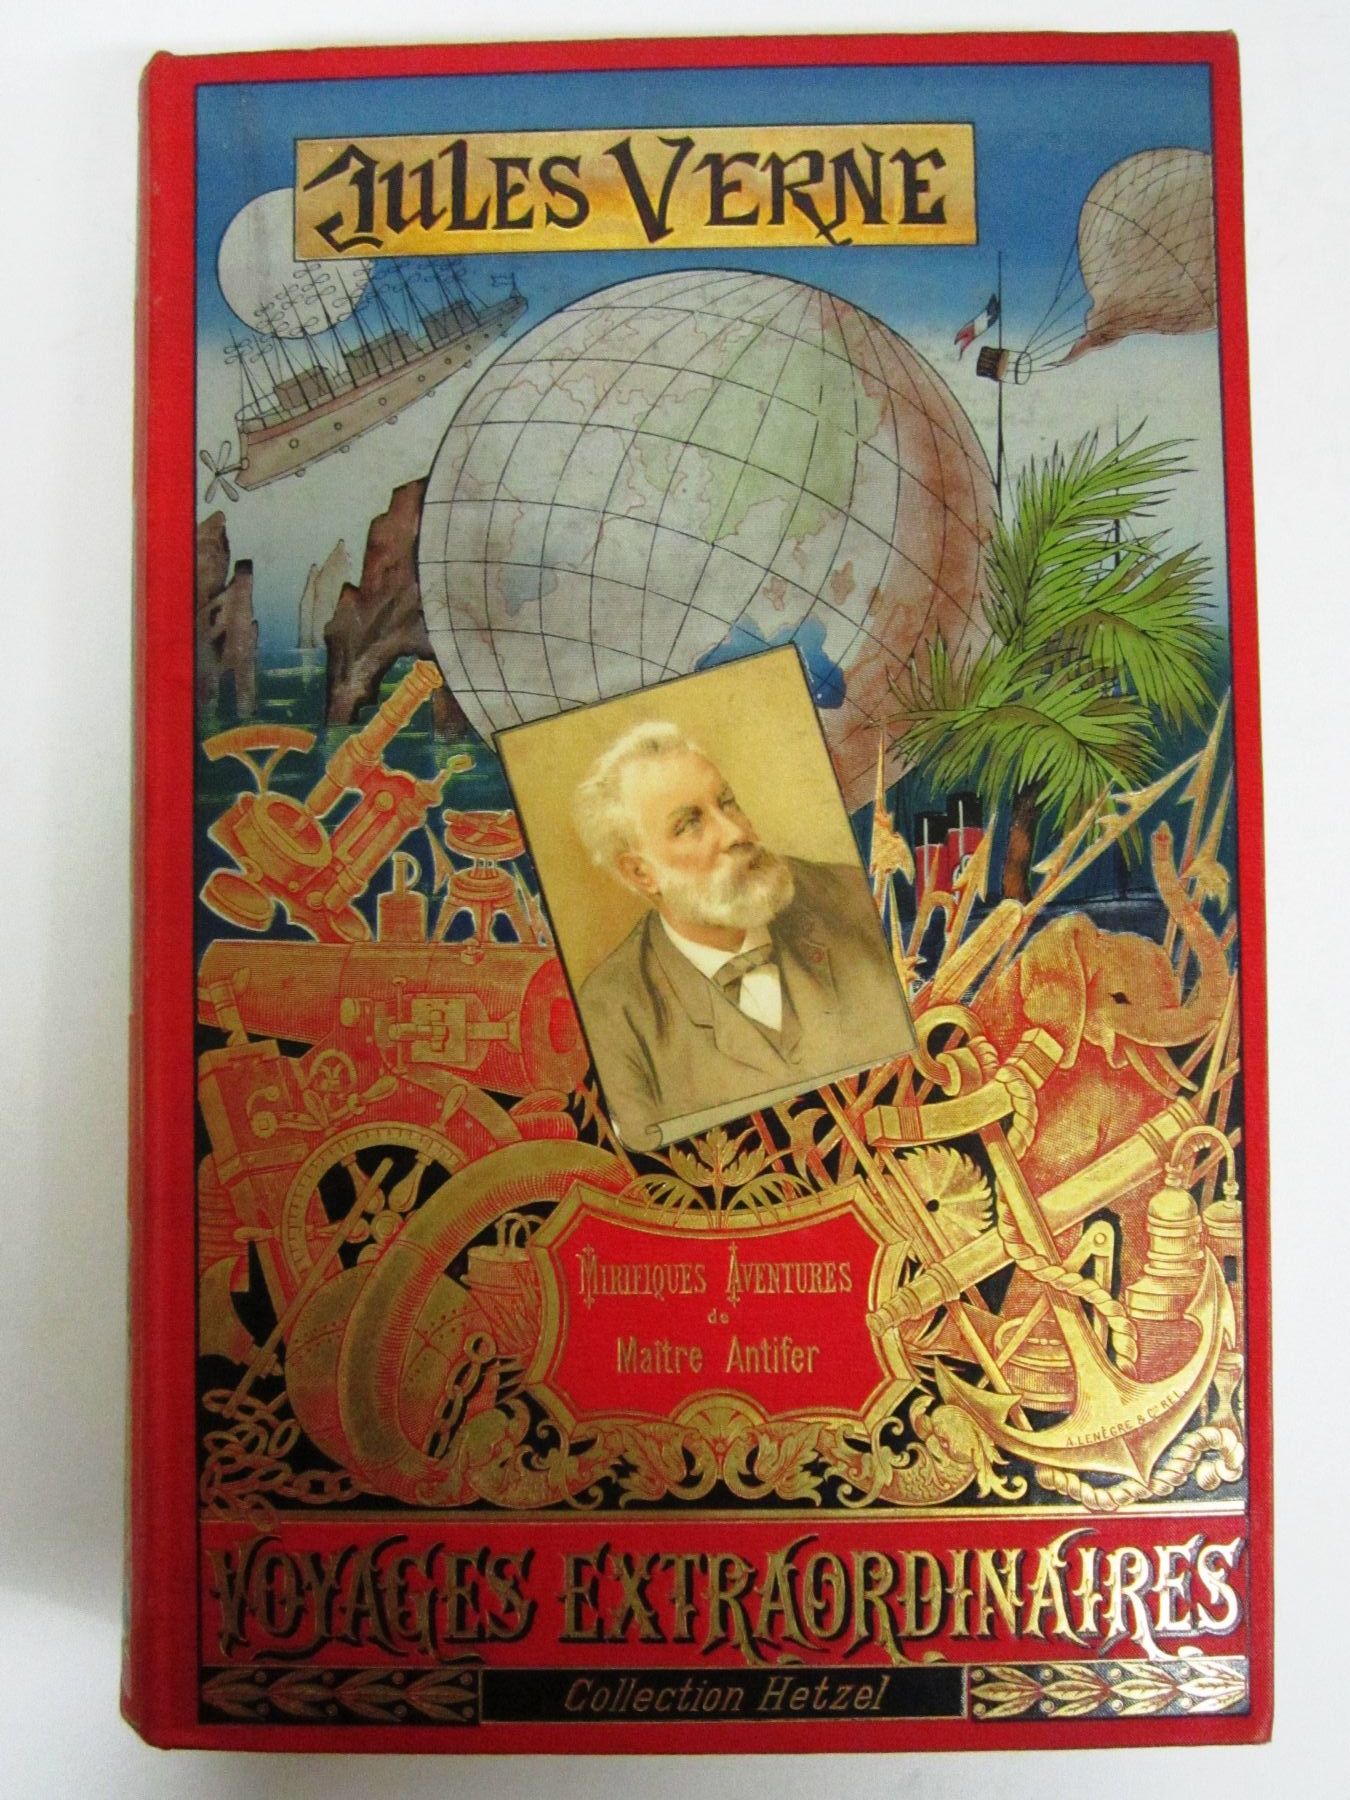 JULES VERNE
MIRIFIQUES AVENTURES
de
Maître Antifer
A. LENÈGRE & Cie REL.
VOYAGES EXTRAORDINAIRES
Collection Hetzel